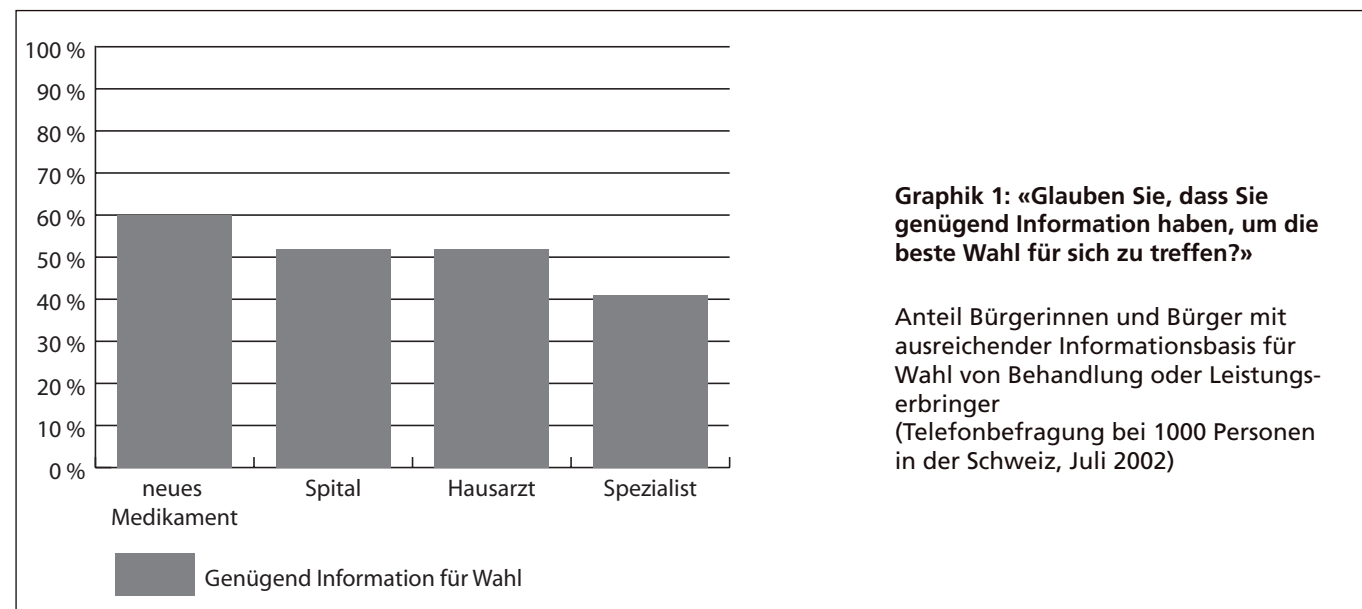 100 %
90 %
80 %
70 %
60 %
50 %
40 %
30 %
20 %
10 %
0 %
neues
Medikament
Spital
Hausarzt
Spezialist
Genügend Information für Wahl
Graphik 1: «Glauben Sie, dass Sie
genügend Information haben, um die
beste Wahl für sich zu treffen?»
Anteil Bürgerinnen und Bürger mit
ausreichender Informationsbasis für
Wahl von Behandlung oder Leistungs-
erbringer
(Telefonbefragung bei 1000 Personen
in der Schweiz, Juli 2002)